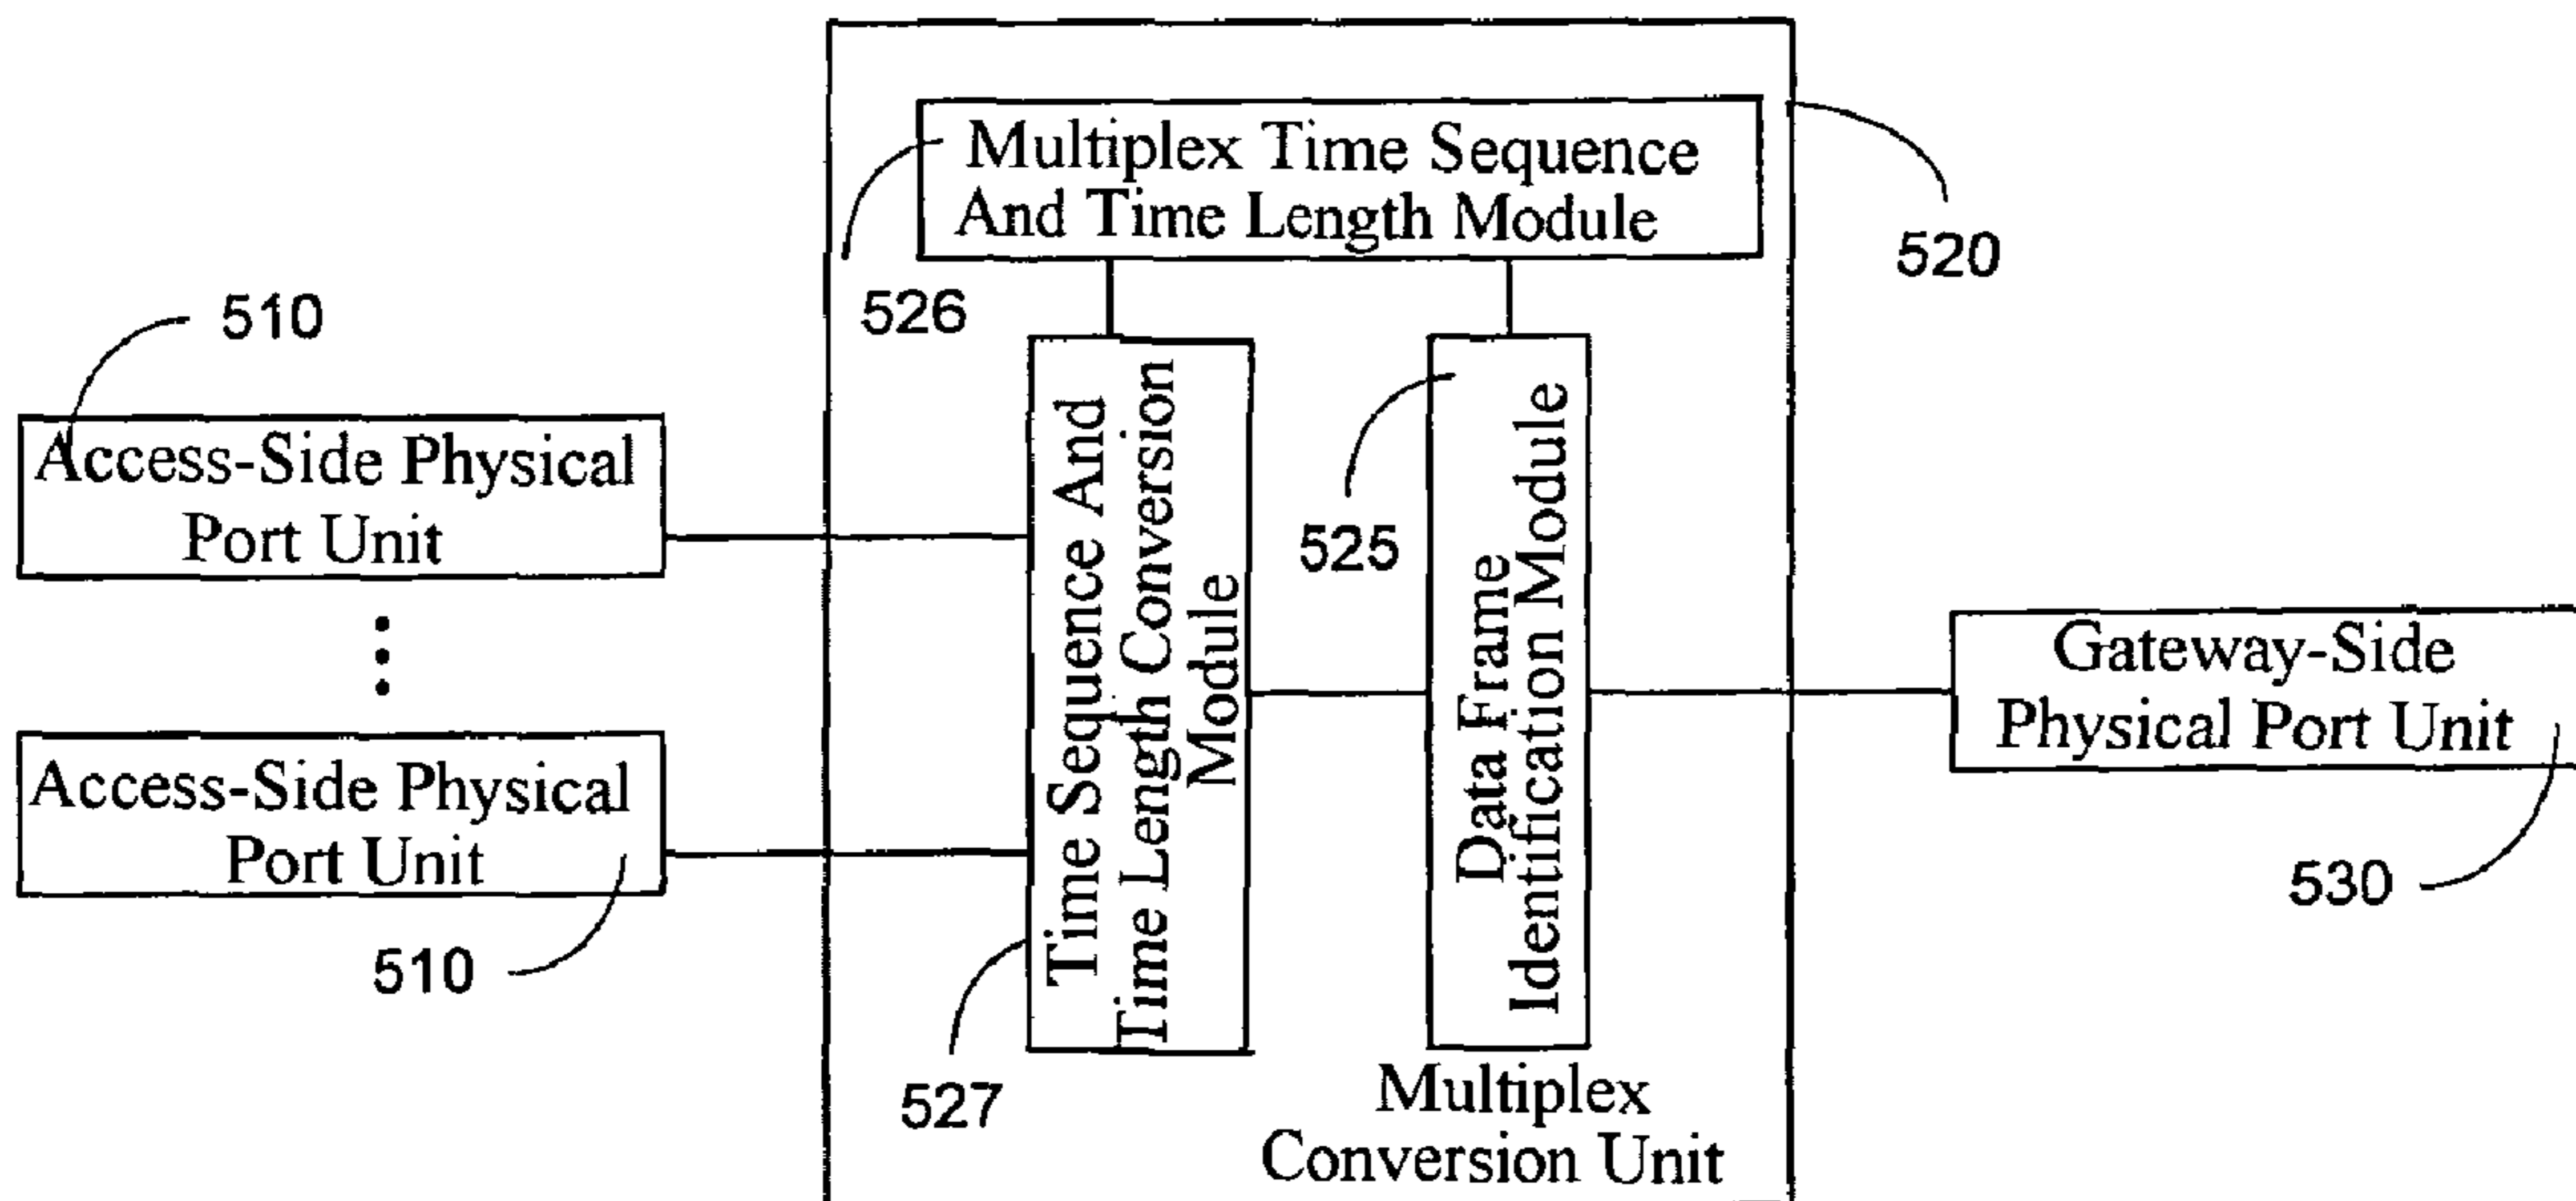 Multiplex Time Sequence
And Time Length Module
520
526
510
Access-Side Physical
Port Unit
Access-Side Physical
Port Unit
510
Time Sequence And
Time Length Conversion
Module
527
525
Data Frame
Identification Module
Multiplex
Conversion Unit
Gateway-Side
Physical Port Unit
530